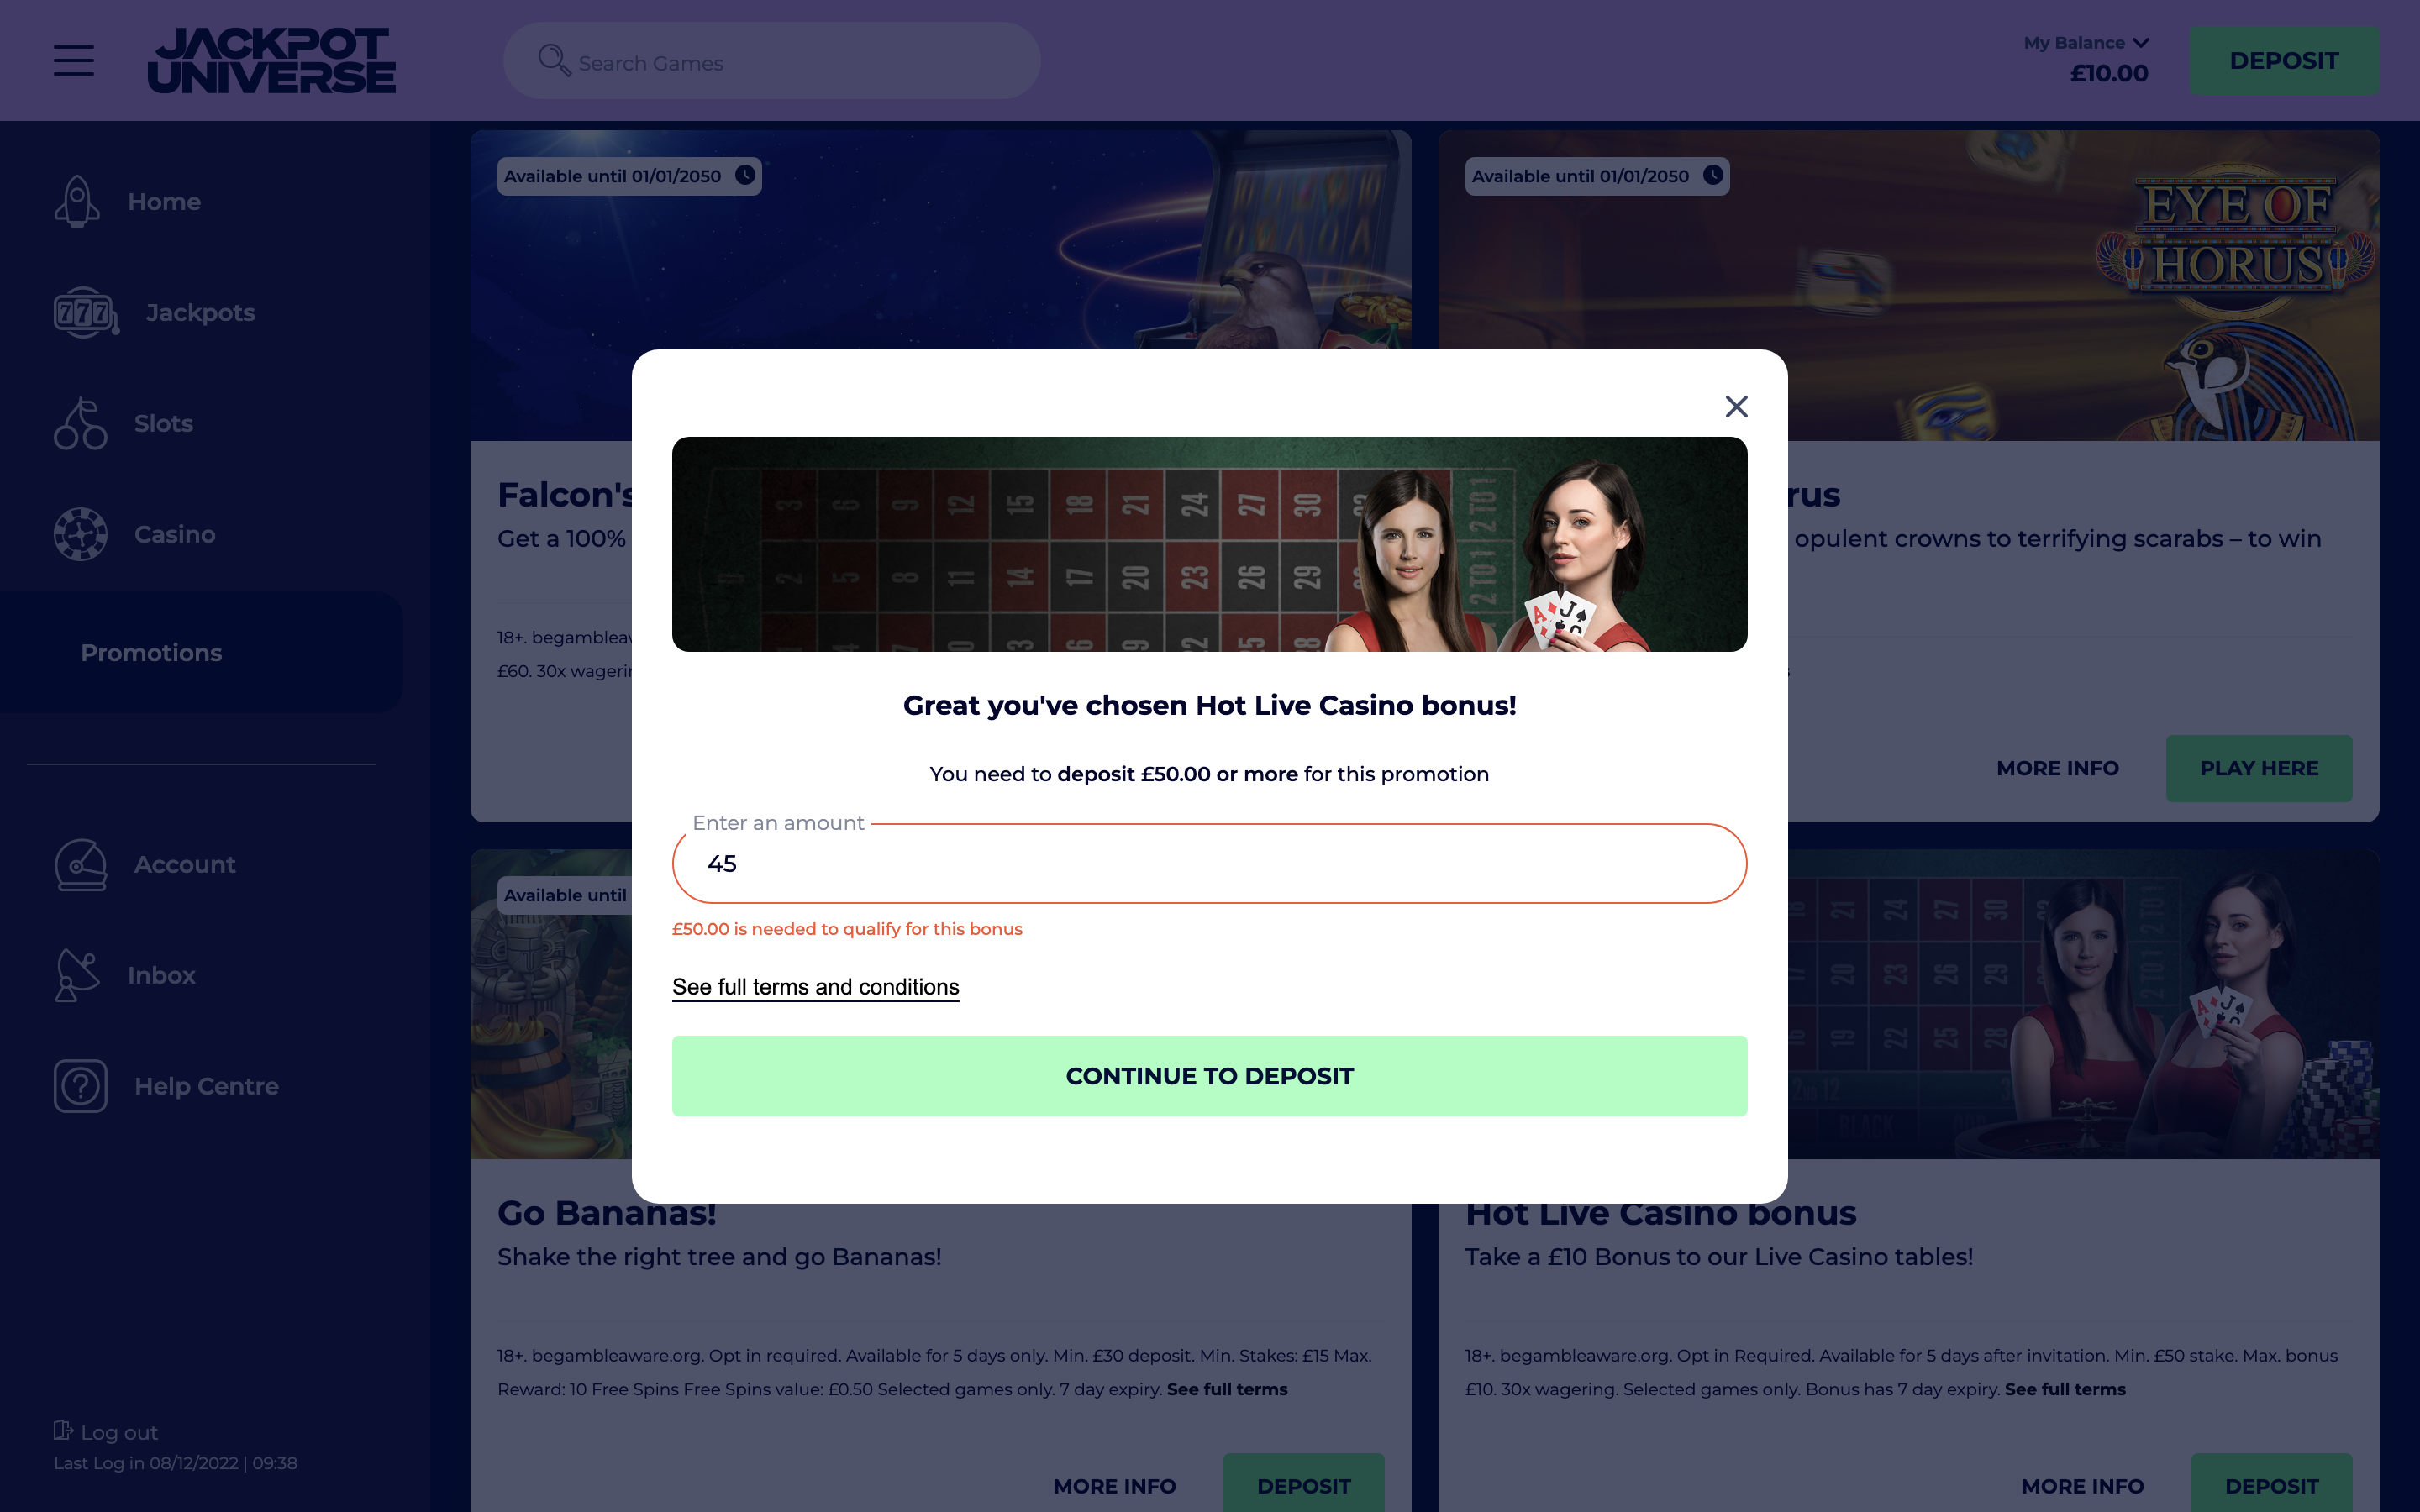 JACKPOT
UNIVERSE
Search Games
My Balance
£10.00
DEPOSIT
Home
Jackpots
Slots
Casino
Promotions
Account
Inbox
Help Centre
Log out
Last Log in 08/12/2022 | 09:38
Available until 01/01/2050
Available until 01/01/2050
EYE OF
HORUS
Falcon's
Get a 100%
18+. begambleaw
£60. 30x wagerin
rus
opulent crowns to terrifying scarabs – to win
MORE INFO
PLAY HERE
Great you've chosen Hot Live Casino bonus!
You need to deposit £50.00 or more for this promotion
Enter an amount
45
£50.00 is needed to qualify for this bonus
See full terms and conditions
CONTINUE TO DEPOSIT
Available until
Go Bananas!
Shake the right tree and go Bananas!
18+. begambleaware.org. Opt in required. Available for 5 days only. Min. £30 deposit. Min. Stakes: £15 Max.
Reward: 10 Free Spins Free Spins value: £0.50 Selected games only. 7 day expiry. See full terms
MORE INFO
DEPOSIT
Hot Live Casino bonus
Take a £10 Bonus to our Live Casino tables!
18+. begambleaware.org. Opt in Required. Available for 5 days after invitation. Min. £50 stake. Max. bonus
£10. 30x wagering. Selected games only. Bonus has 7 day expiry. See full terms
MORE INFO
DEPOSIT